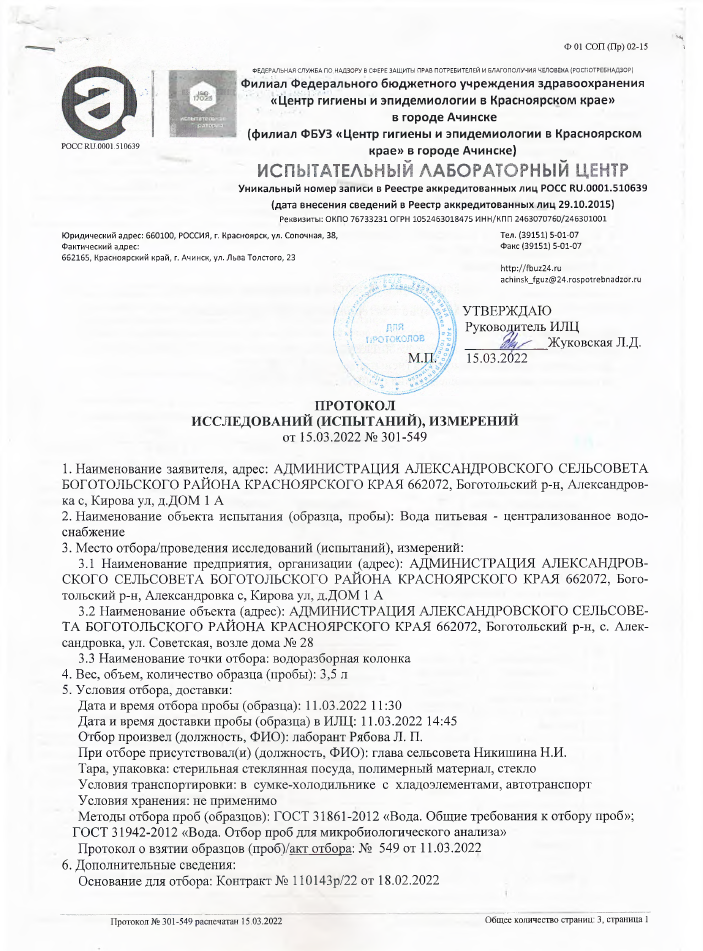 Ф 01 СОП (Пр) 02-15
ФЕДЕРАЛЬНАЯ СЛУЖБА ПО НАДЗОРУ В СФЕРЕ ЗАЩИТЫ ПРАВ ПОТРЕБИТЕЛЕЙ И БЛАГОПОЛУЧИЯ ЧЕЛОВЕКА (РОСПОТРЕБНАДЗОР)
Филиал Федерального бюджетного учреждения здравоохранения
«Центр гигиены и эпидемиологии в Красноярском крае»
в городе Ачинске
(филиал ФБУЗ «Центр гигиены и эпидемиологии в Красноярском
крае» в городе Ачинске)
РОСС RU.0001.510639
ИСПЫТАТЕЛЬНЫЙ ЛАБОРАТОРНЫЙ ЦЕНТР
Уникальный номер записи в Реестре аккредитованных лиц РОСС RU.0001.510639
(дата внесения сведений в Реестр аккредитованных лиц 29.10.2015)
Реквизиты: ОКПО 76733231 ОГРН 1052463018475 ИНН/КПП 2463070760/246301001
Юридический адрес: 660100, РОССИЯ, г. Красноярск, ул. Сопочная, 38,
Фактический адрес:
662165, Красноярский край, г. Ачинск, ул. Льва Толстого, 23
Тел. (39151) 5-01-07
Факс (39151) 5-01-07
http://fbuz24.ru
achinsk_fguz@24.rospotrebnadzor.ru
ДЛЯ
ПРОТОКОЛОВ
УТВЕРЖДАЮ
Руководитель ИЛЦ
Жуковская Л.Д.
М.П. 15.03.2022
ПРОТОКОЛ
ИССЛЕДОВАНИЙ (ИСПЫТАНИЙ), ИЗМЕРЕНИЙ
от 15.03.2022 № 301-549
1. Наименование заявителя, адрес: АДМИНИСТРАЦИЯ АЛЕКСАНДРОВСКОГО СЕЛЬСОВЕТА
БОГОТОЛЬСКОГО РАЙОНА КРАСНОЯРСКОГО КРАЯ 662072, Боготольский р-н, Александров-
ка с, Кирова ул, д.ДОМ 1 А
2. Наименование объекта испытания (образца, пробы): Вода питьевая - централизованное водо-
снабжение
3. Место отбора/проведения исследований (испытаний), измерений:
3.1 Наименование предприятия, организации (адрес): АДМИНИСТРАЦИЯ АЛЕКСАНДРОВ-
СКОГО СЕЛЬСОВЕТА БОГОТОЛЬСКОГО РАЙОНА КРАСНОЯРСКОГО КРАЯ 662072, Бого-
тольский р-н, Александровка с, Кирова ул, д.ДОМ 1 А
3.2 Наименование объекта (адрес): АДМИНИСТРАЦИЯ АЛЕКСАНДРОВСКОГО СЕЛЬСОВЕ-
ТА БОГОТОЛЬСКОГО РАЙОНА КРАСНОЯРСКОГО КРАЯ 662072, Боготольский р-н, с. Алек-
сандровка, ул. Советская, возле дома № 28
3.3 Наименование точки отбора: водоразборная колонка
4. Вес, объем, количество образца (пробы): 3,5 л
5. Условия отбора, доставки:
Дата и время отбора пробы (образца): 11.03.2022 11:30
Дата и время доставки пробы (образца) в ИЛЦ: 11.03.2022 14:45
Отбор произвел (должность, ФИО): лаборант Рябова Л. П.
При отборе присутствовал(и) (должность, ФИО): глава сельсовета Никишина Н.И.
Тара, упаковка: стерильная стеклянная посуда, полимерный материал, стекло
Условия транспортировки: в сумке-холодильнике с хладоэлементами, автотранспорт
Условия хранения: не применимо
Методы отбора проб (образцов): ГОСТ 31861-2012 «Вода. Общие требования к отбору проб»;
ГОСТ 31942-2012 «Вода. Отбор проб для микробиологического анализа»
Протокол о взятии образцов (проб)/акт отбора: № 549 от 11.03.2022
6. Дополнительные сведения:
Основание для отбора: Контракт № 110143р/22 от 18.02.2022
Протокол № 301-549 распечатан 15.03.2022
Общее количество страниц: 3, страница 1